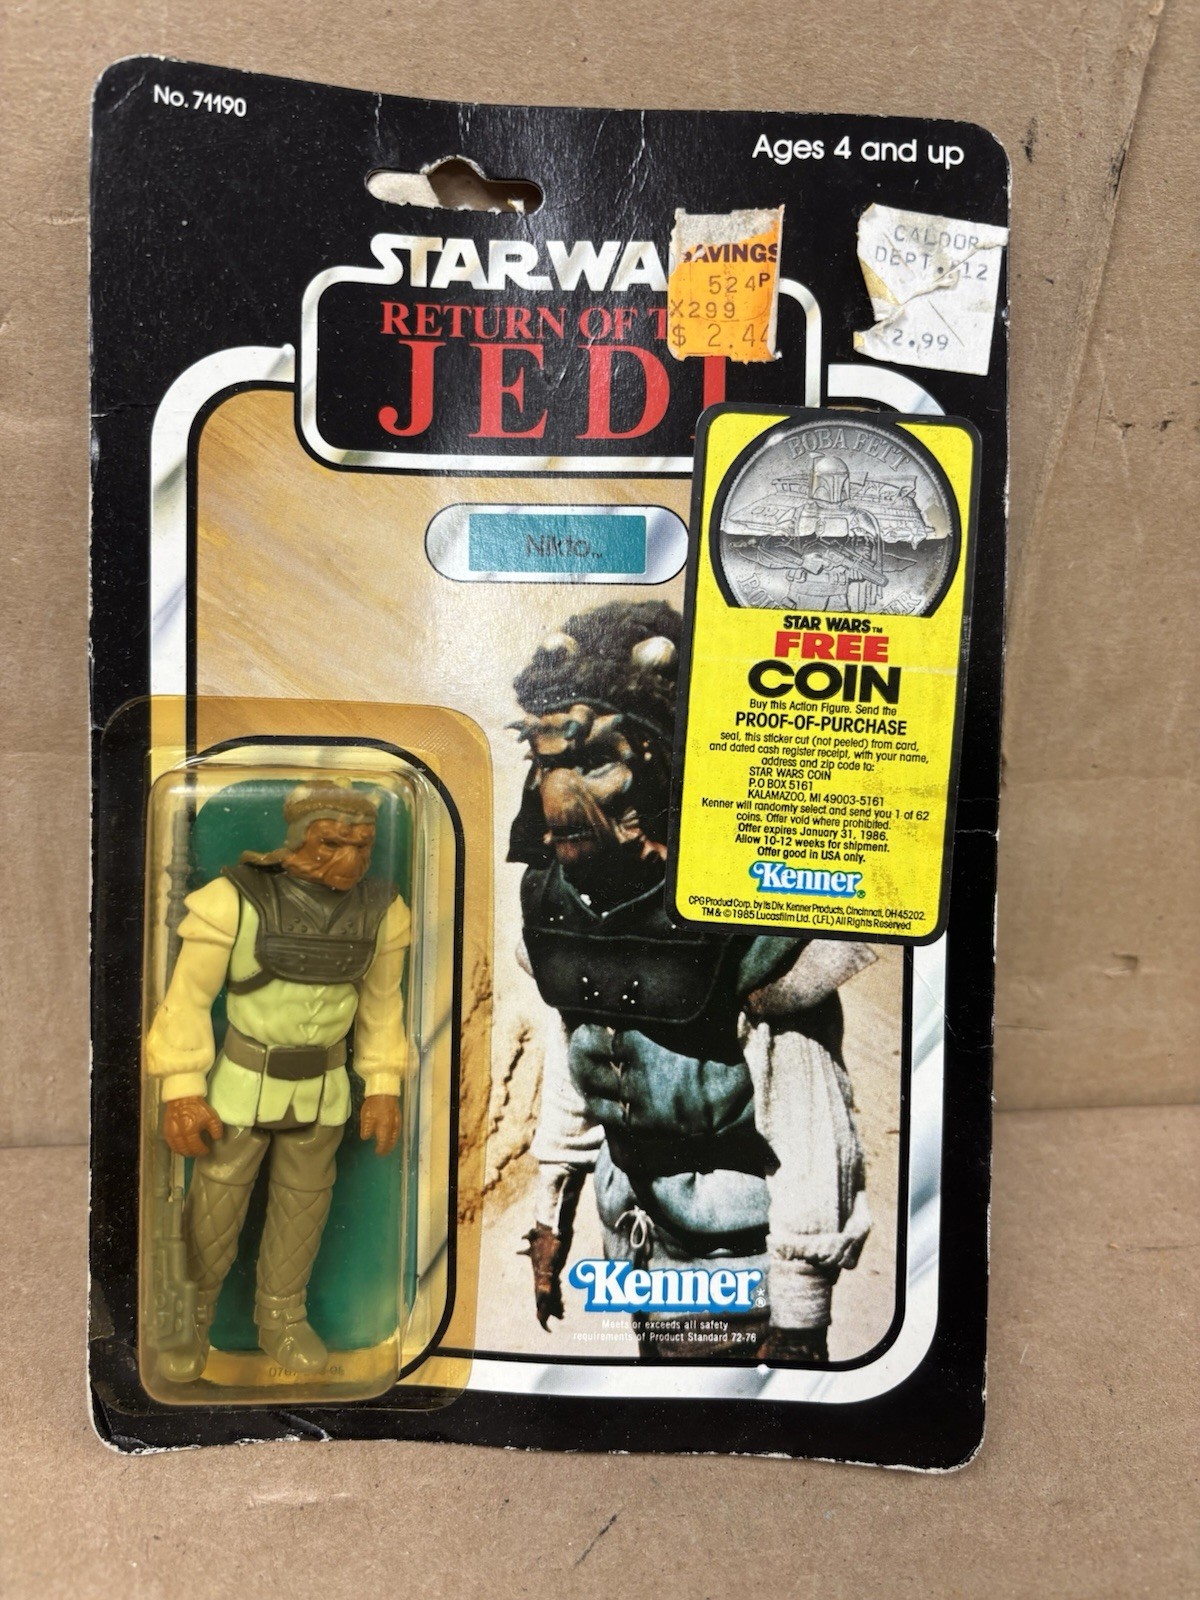 No. 71190
Ages 4 and up
STAR WA
RETURN OF T
JEDI
AVINGS
524P
X299
$ 2.44
CALDOR
DEPT. 12
2.99
Nikto™
BOBA FETT
STAR WARS™
FREE
COIN
Buy this Action Figure. Send the
PROOF-OF-PURCHASE
seal, this sticker cut (not peeled) from card,
and dated cash register receipt, with your name,
address and zip code to:
STAR WARS COIN
P.O BOX 5161
KALAMAZOO, MI 49003-5161
Kenner will randomly select and send you 1 of 62
coins. Offer void where prohibited.
Offer expires January 31, 1986.
Allow 10-12 weeks for shipment.
Offer good in USA only.
Kenner®
CPG Product Corp. by its Div. Kenner Products, Cincinnati, OH 45202.
TM & © 1985 Lucasfilm Ltd. (LFL) All Rights Reserved
Kenner®
Meets or exceeds all safety
requirements of Product Standard 72-76